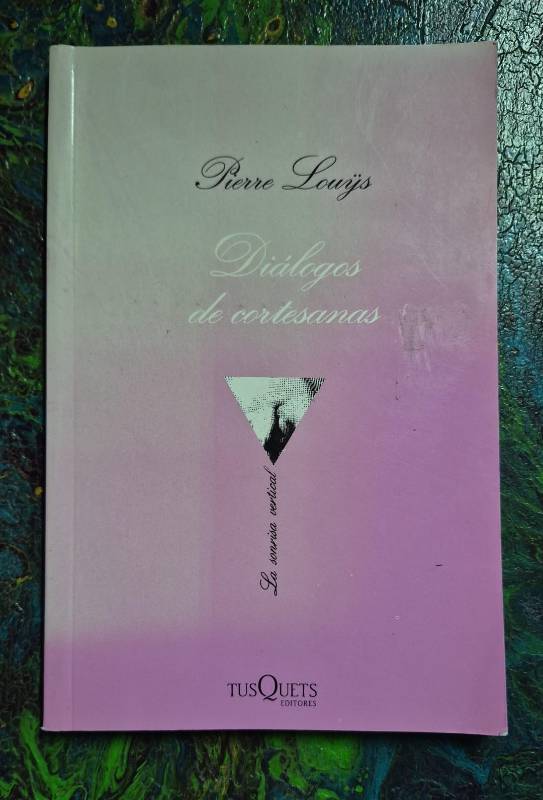 Pierre Louÿs
Diálogos
de cortesanas
La sonrisa vertical
TUSQUETS
EDITORES